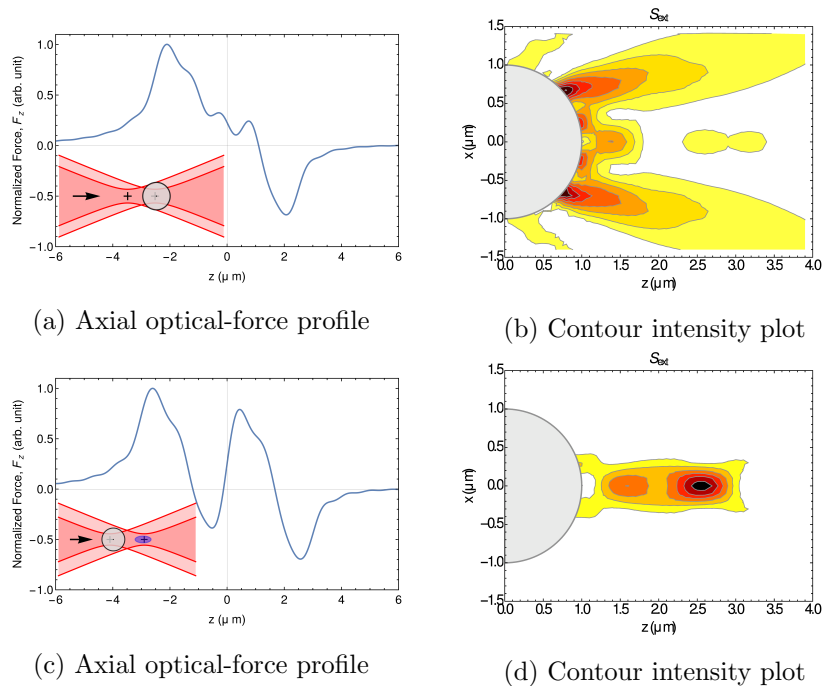 Normalized Force, Fz (arb. unit)
1.0
0.5
0.0
−0.5
−1.0
−6 −4 −2 0 2 4 6
z (μ m)
(a) Axial optical-force profile
Sext
x(μm)
1.5
1.0
0.5
0.0
0.5
−1.0
−1.5
0.0 0.5 1.0 1.5 2.0 2.5 3.0 3.5 4.0
z(μm)
(b) Contour intensity plot
Normalized Force, Fz (arb. unit)
1.0
0.5
0.0
−0.5
−1.0
−6 −4 −2 0 2 4 6
z (μ m)
(c) Axial optical-force profile
Sext
x(μm)
1.5
1.0
0.5
0.0
0.5
−1.0
−1.5
0.0 0.5 1.0 1.5 2.0 2.5 3.0 3.5 4.0
z(μm)
(d) Contour intensity plot